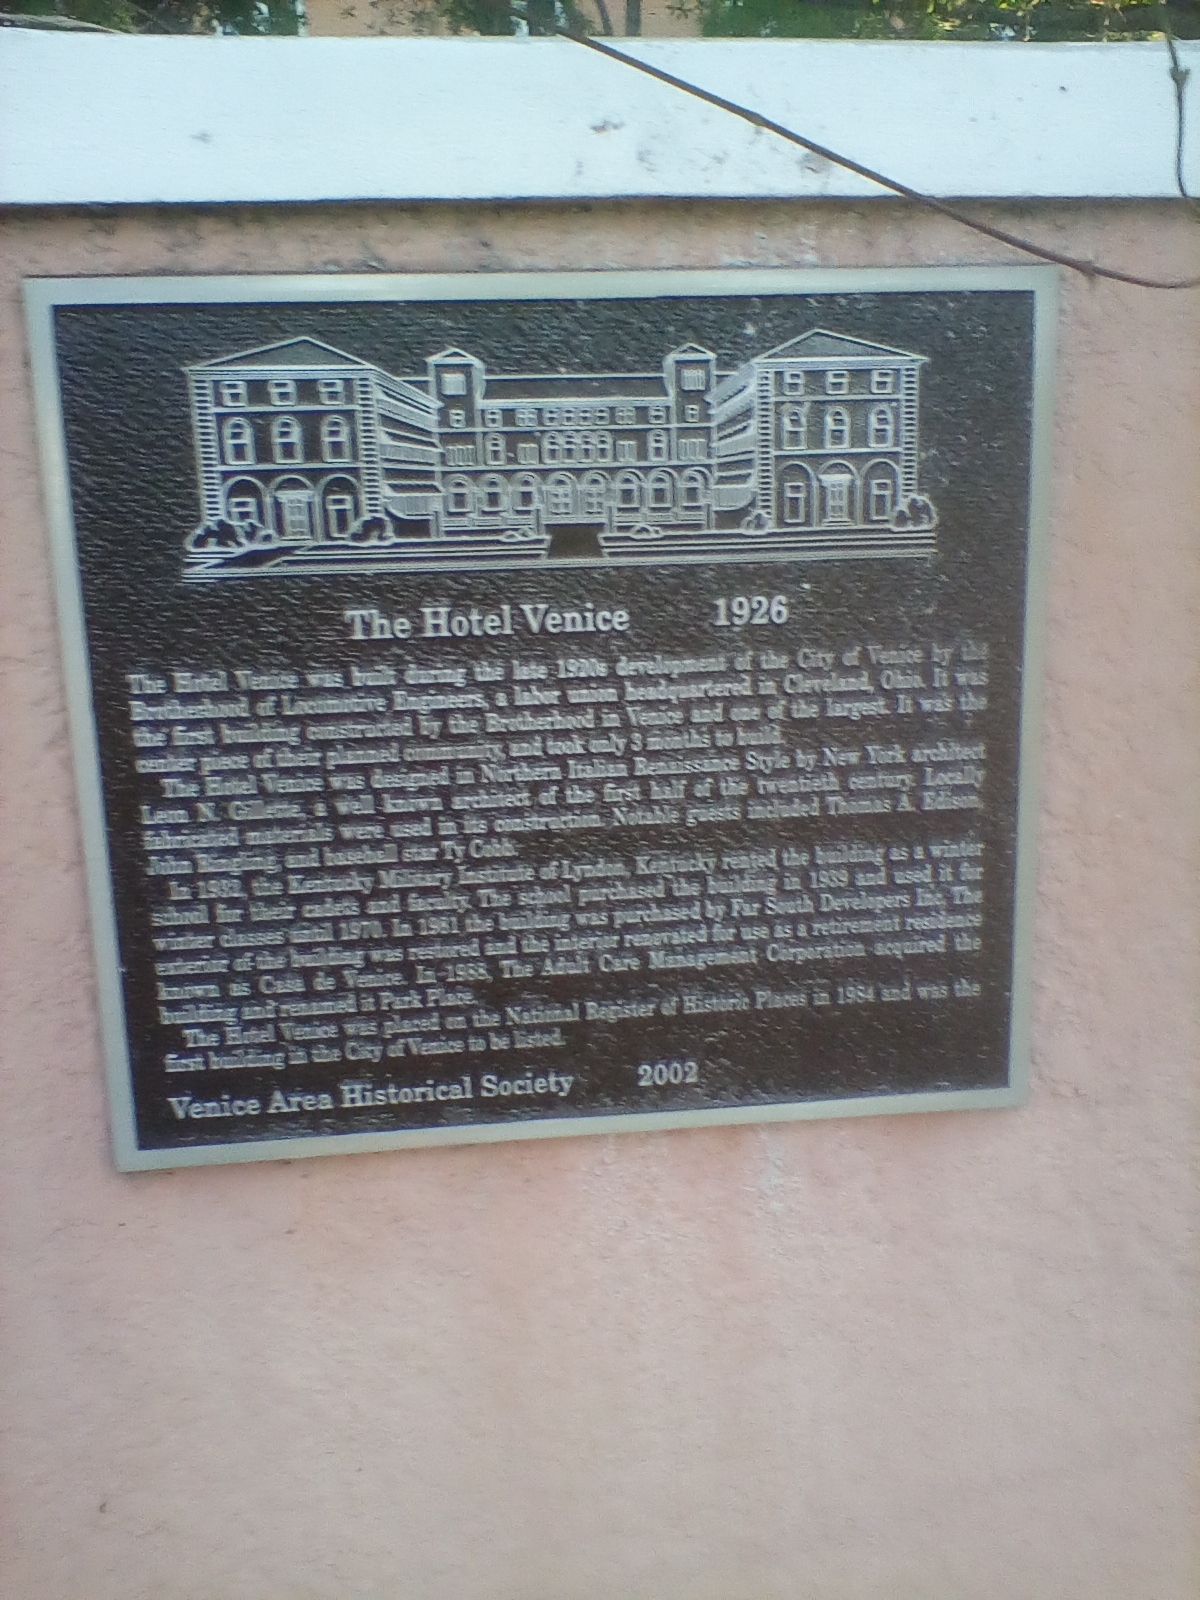 The Hotel Venice 1926
The Hotel Venice was built during the late 1920s development of the City of Venice by the
Brotherhood of Locomotive Engineers, a labor union headquartered in Cleveland, Ohio. It was
the first building constructed by the Brotherhood in Venice and one of the largest. It was the
center piece of their planned community, and took only 3 months to build.
The Hotel Venice was designed in Northern Italian Renaissance Style by New York architect
Leon N. Gillette, a well known architect of the first half of the twentieth century. Locally
fabricated materials were used in its construction. Notable guests included Thomas A. Edison,
John Ringling, and baseball star Ty Cobb.
In 1932, the Kentucky Military Institute of Lyndon, Kentucky rented the building as a winter
school for their cadets and faculty. The school purchased the building in 1939 and used it for
winter classes until 1970. In 1981 the building was purchased by Far South Developers Inc. The
exterior of the building was restored and the interior renovated for use as a retirement residence
known as Casa de Venice. In 1988, The Adult Care Management Corporation acquired the
building and renamed it Park Place.
The Hotel Venice was placed on the National Register of Historic Places in 1984 and was the
first building in the City of Venice to be listed.
Venice Area Historical Society 2002